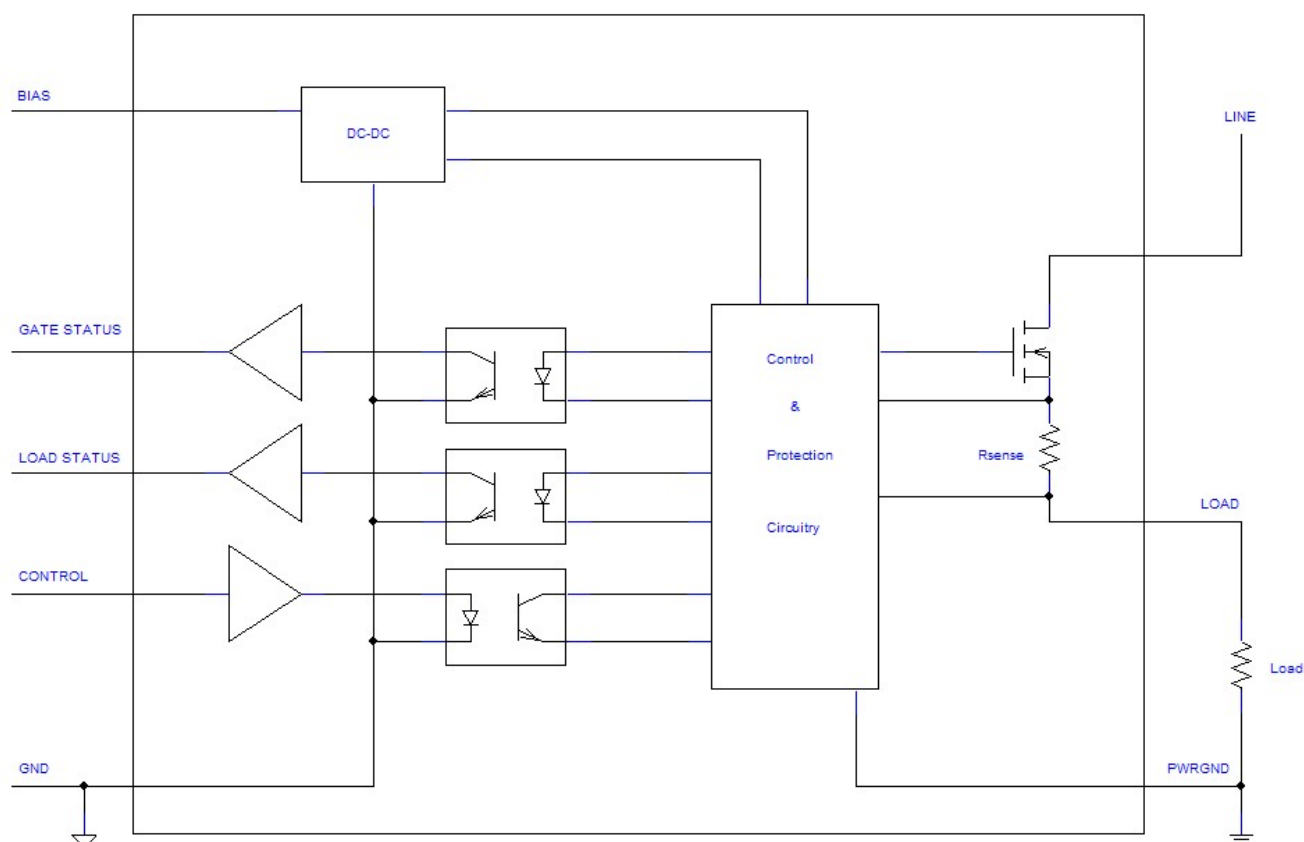 BIAS
DC-DC
LINE
GATE STATUS
Control
&
Protection
Circuitry
Rsense
LOAD STATUS
LOAD
CONTROL
Load
GND
PWRGND